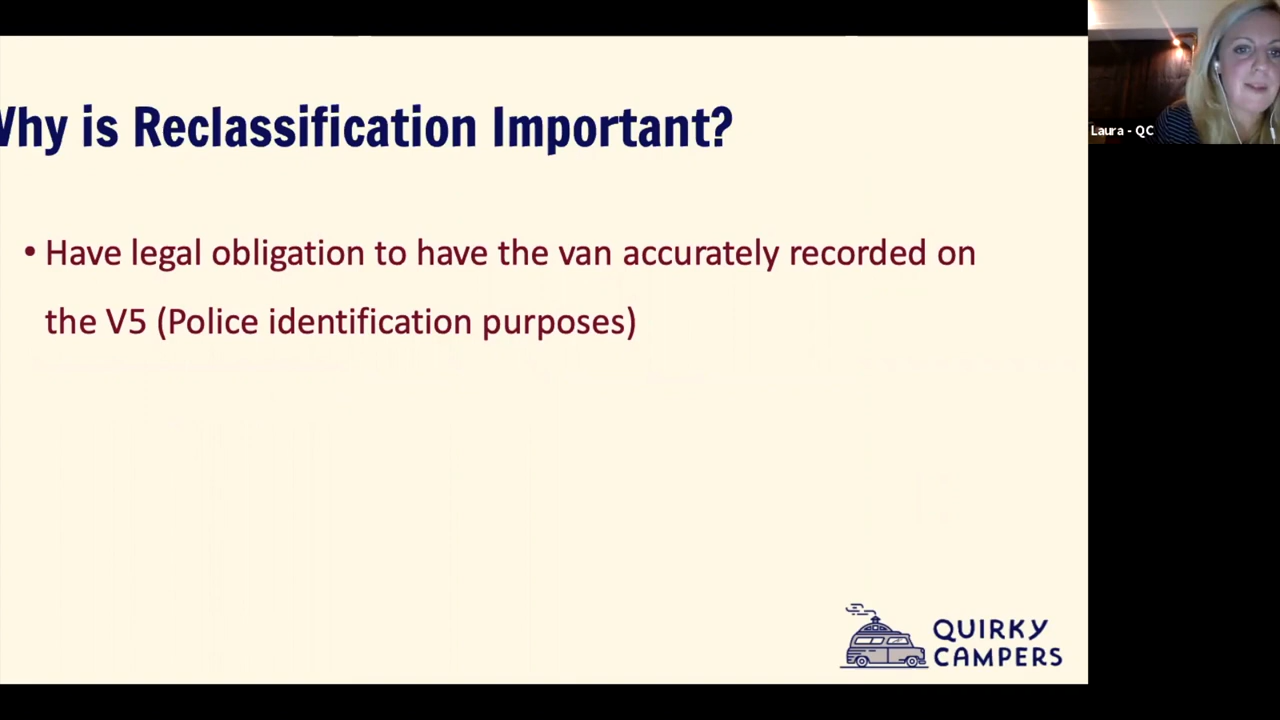 Why is Reclassification Important?
Laura - QC
• Have legal obligation to have the van accurately recorded on
the V5 (Police identification purposes)
QUIRKY
CAMPERS